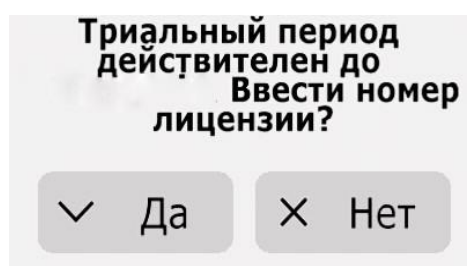 Триальный период
действителен до
Ввести номер
лицензии?
Да
Нет